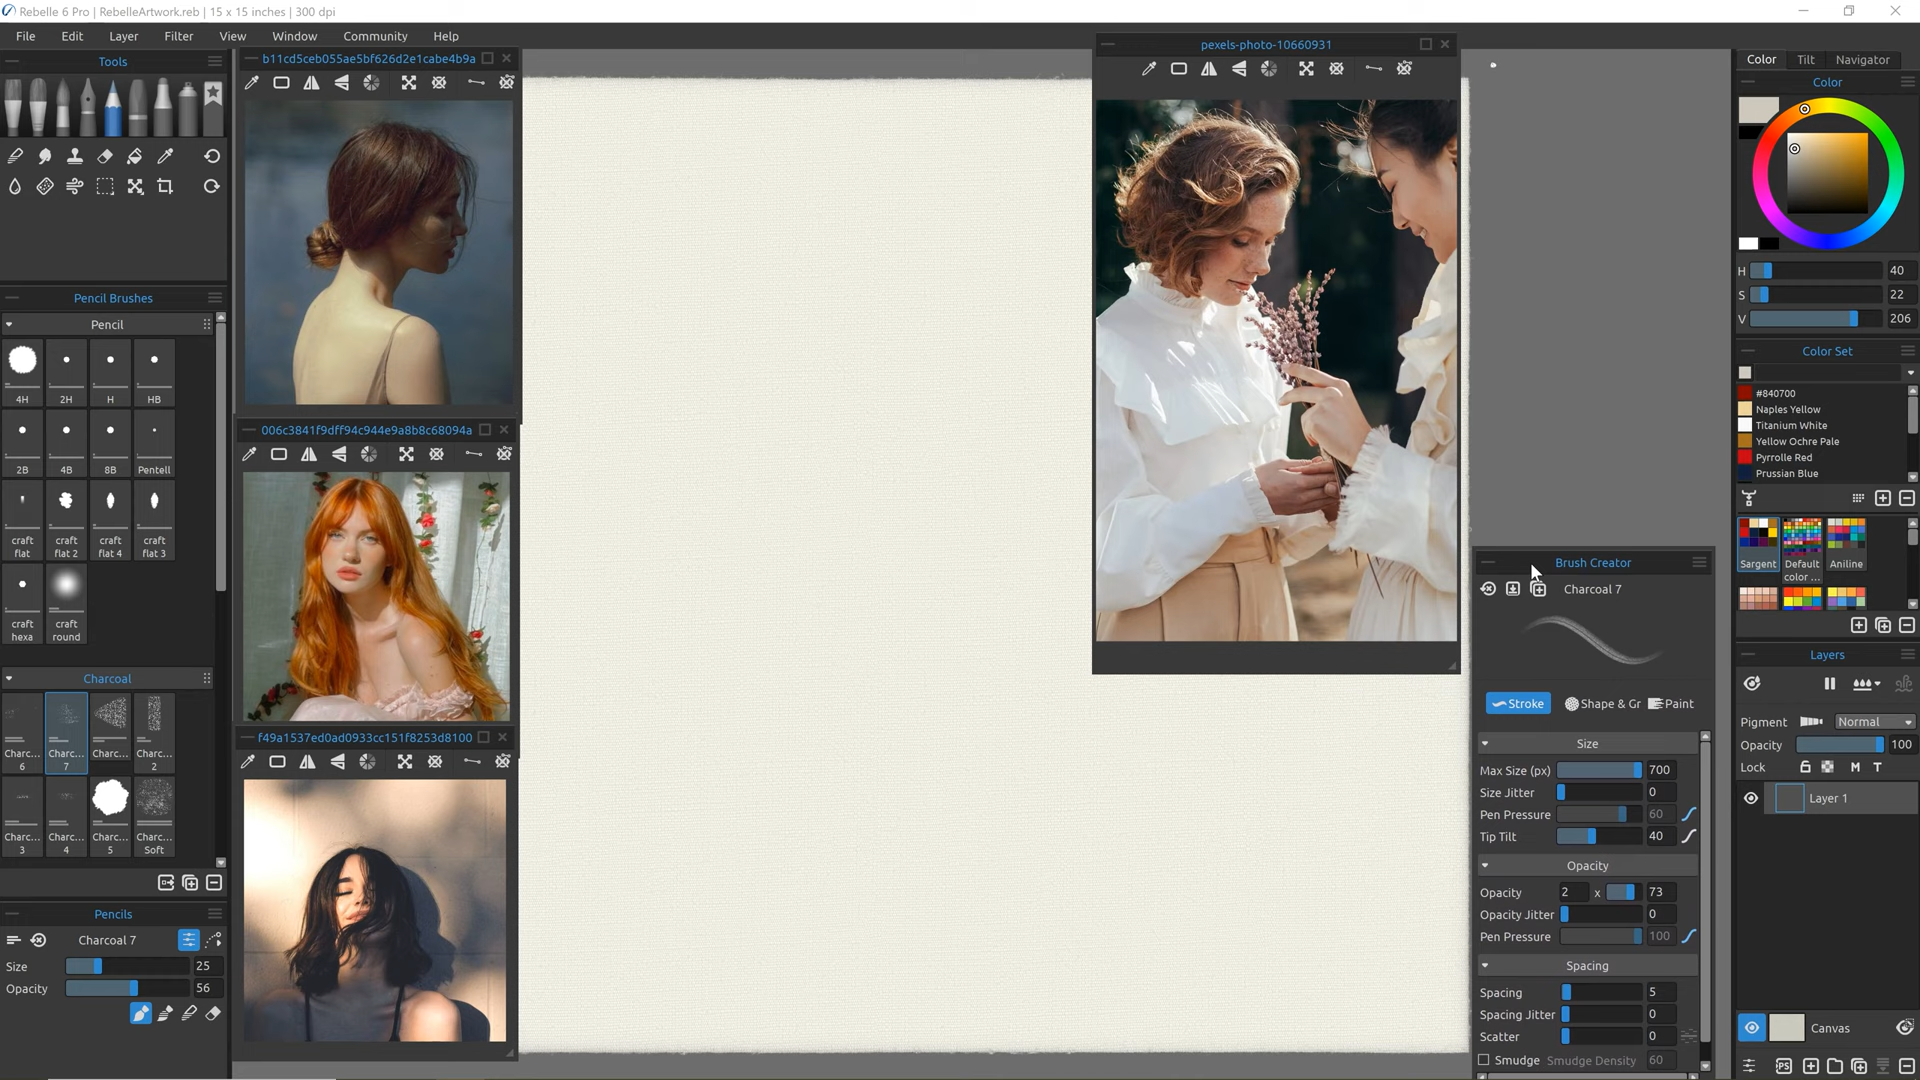 Rebelle 6 Pro | RebelleArtwork.reb | 15 x 15 inches | 300 dpi
File Edit Layer Filter View Window Community Help
Tools
Pencil Brushes
Pencil
4H 2H H HB
2B 4B 8B Pentell
craft flat craft flat 2 craft flat 4 craft flat 3
craft hexa craft round
Charcoal
Charc... 6 Charc... 7 Charc... Charc... 2
Charc... 3 Charc... 4 Charc... 5 Charc... Soft
Pencils
Charcoal 7
Size 25
Opacity 56
b11cd5ceb055ae5bf626d2e1cabe4b9a
006c3841f9dff94c944e9a8b8c68094a
f49a1537ed0ad0933cc151f8253d8100
pexels-photo-10660931
Brush Creator
Charcoal 7
Stroke Shape & Gr Paint
Size
Max Size (px) 700
Size Jitter 0
Pen Pressure 60
Tip Tilt 40
Opacity
Opacity 2 x 73
Opacity Jitter 0
Pen Pressure 100
Spacing
Spacing 5
Spacing Jitter 0
Scatter 0
Smudge Smudge Density 60
Color Tilt Navigator
Color
H 40
S 22
V 206
Color Set
#840700
Naples Yellow
Titanium White
Yellow Ochre Pale
Pyrrolle Red
Prussian Blue
Sargent Default color ... Aniline
Layers
Pigment Normal
Opacity 100
Lock M T
Layer 1
Canvas
PS